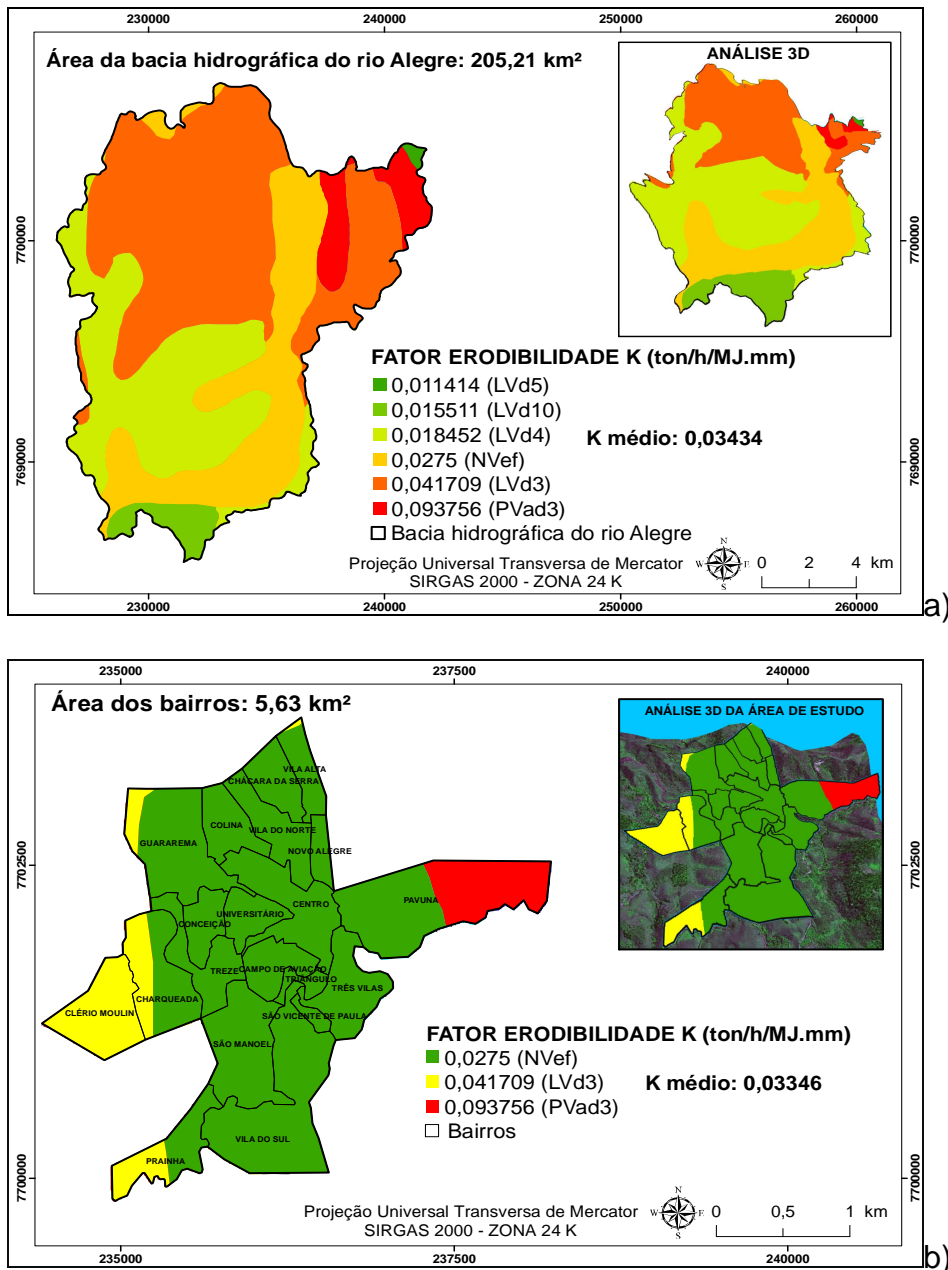 230000 240000 250000 260000
Área da bacia hidrográfica do rio Alegre: 205,21 km²
ANÁLISE 3D
7700000 7700000
FATOR ERODIBILIDADE K (ton/h/MJ.mm)
0,011414 (LVd5)
0,015511 (LVd10)
0,018452 (LVd4)
K médio: 0,03434
0,0275 (NVef)
0,041709 (LVd3)
0,093756 (PVad3)
Bacia hidrográfica do rio Alegre
7690000 7690000
Projeção Universal Transversa de Mercator
SIRGAS 2000 - ZONA 24 K
N
W E
S
0 2 4 km
230000 240000 250000 260000
a)
235000 237500 240000
Área dos bairros: 5,63 km²
ANÁLISE 3D DA ÁREA DE ESTUDO
VILA ALTA
CHÁCARA DA SERRA
COLINA
VILA DO NORTE
GUARAREMA
NOVO ALEGRE
7702500 7702500
CENTRO
PAVUNA
UNIVERSITÁRIO
CONCEIÇÃO
TREZE
CAMPO DE AVIAÇÃO
TRIÂNGULO
TRÊS VILAS
CHARQUEADA
CLÉRIO MOULIN
SÃO VICENTE DE PAULA
SÃO MANOEL
VILA DO SUL
PRAINHA
FATOR ERODIBILIDADE K (ton/h/MJ.mm)
0,0275 (NVef)
0,041709 (LVd3)
K médio: 0,03346
0,093756 (PVad3)
Bairros
7700000 7700000
Projeção Universal Transversa de Mercator
SIRGAS 2000 - ZONA 24 K
N
W E
S
0 0,5 1 km
235000 237500 240000
b)